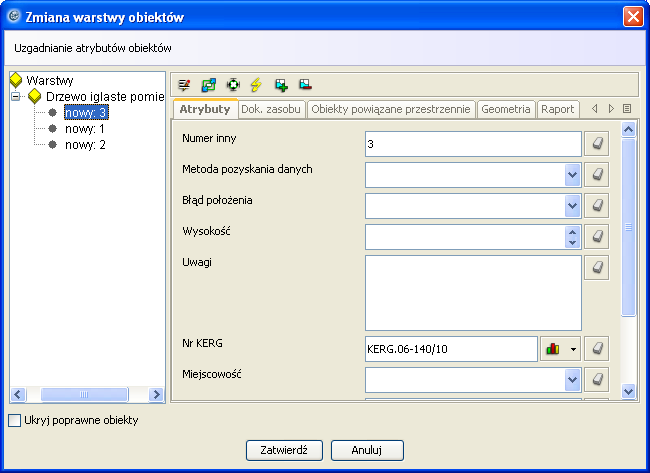 Zmiana warstwy obiektów
Uzgadnianie atrybutów obiektów
Warstwy
Drzewo iglaste pomie
nowy: 3
nowy: 1
nowy: 2
Atrybuty Dok. zasobu Obiekty powiązane przestrzennie Geometria Raport
Numer inny 3
Metoda pozyskania danych
Błąd położenia
Wysokość
Uwagi
Nr KERG KERG.06-140/10
Miejscowość
Ukryj poprawne obiekty
Zatwierdź Anuluj